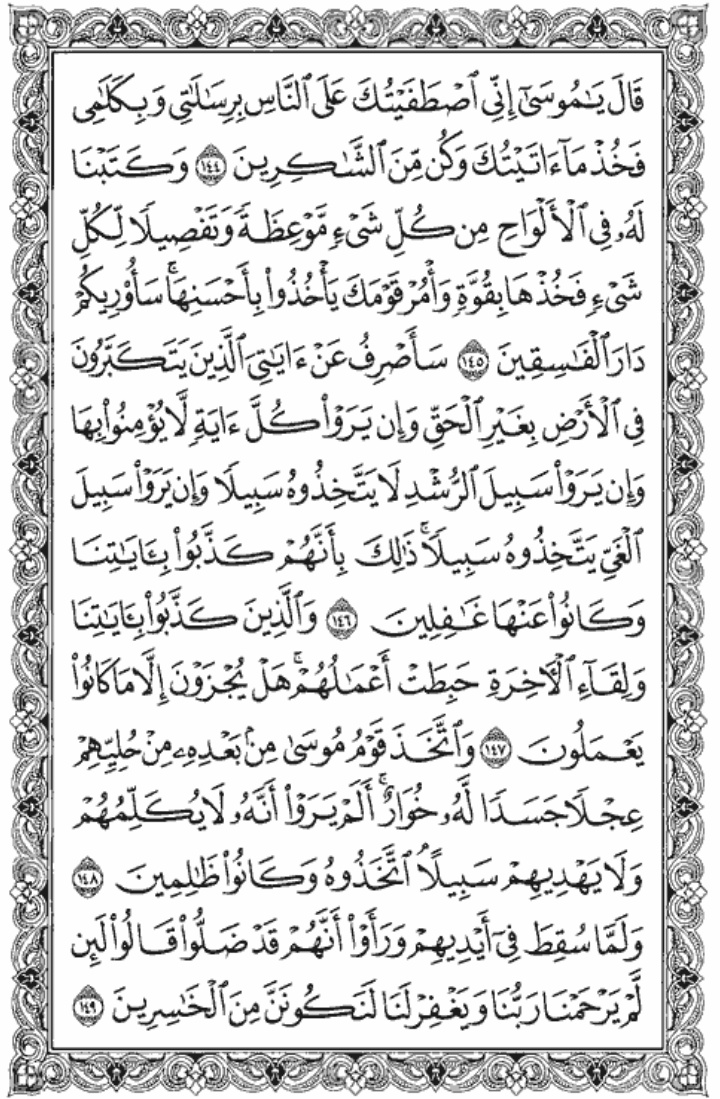 قَالَ يَـٰمُوسَىٰٓ إِنِّى ٱصْطَفَيْتُكَ عَلَى ٱلنَّاسِ بِرِسَـٰلَـٰتِى وَبِكَلَـٰمِى
فَخُذْ مَآ ءَاتَيْتُكَ وَكُن مِّنَ ٱلشَّـٰكِرِينَ ١٤٤ وَكَتَبْنَا
لَهُۥ فِى ٱلْأَلْوَاحِ مِن كُلِّ شَىْءٍ مَّوْعِظَةً وَتَفْصِيلًا لِّكُلِّ
شَىْءٍ فَخُذْهَا بِقُوَّةٍ وَأْمُرْ قَوْمَكَ يَأْخُذُوا۟ بِأَحْسَنِهَا ۚ سَأُو۟رِيكُمْ
دَارَ ٱلْفَـٰسِقِينَ ١٤٥ سَأَصْرِفُ عَنْ ءَايَـٰتِىَ ٱلَّذِينَ يَتَكَبَّرُونَ
فِى ٱلْأَرْضِ بِغَيْرِ ٱلْحَقِّ وَإِن يَرَوْا۟ كُلَّ ءَايَةٍ لَّا يُؤْمِنُوا۟ بِهَا
وَإِن يَرَوْا۟ سَبِيلَ ٱلرُّشْدِ لَا يَتَّخِذُوهُ سَبِيلًا وَإِن يَرَوْا۟ سَبِيلَ
ٱلْغَىِّ يَتَّخِذُوهُ سَبِيلًا ۚ ذَٰلِكَ بِأَنَّهُمْ كَذَّبُوا۟ بِـَٔايَـٰتِنَا
وَكَانُوا۟ عَنْهَا غَـٰفِلِينَ ١٤٦ وَٱلَّذِينَ كَذَّبُوا۟ بِـَٔايَـٰتِنَا
وَلِقَآءِ ٱلْـَٔاخِرَةِ حَبِطَتْ أَعْمَـٰلُهُمْ ۚ هَلْ يُجْزَوْنَ إِلَّا مَا كَانُوا۟
يَعْمَلُونَ ١٤٧ وَٱتَّخَذَ قَوْمُ مُوسَىٰ مِنۢ بَعْدِهِۦ مِنْ حُلِيِّهِمْ
عِجْلًا جَسَدًا لَّهُۥ خُوَارٌ ۚ أَلَمْ يَرَوْا۟ أَنَّهُۥ لَا يُكَلِّمُهُمْ
وَلَا يَهْدِيهِمْ سَبِيلًا ۘ ٱتَّخَذُوهُ وَكَانُوا۟ ظَـٰلِمِينَ ١٤٨
وَلَمَّا سُقِطَ فِىٓ أَيْدِيهِمْ وَرَأَوْا۟ أَنَّهُمْ قَدْ ضَلُّوا۟ قَالُوا۟ لَئِن
لَّمْ يَرْحَمْنَا رَبُّنَا وَيَغْفِرْ لَنَا لَنَكُونَنَّ مِنَ ٱلْخَـٰسِرِينَ ١٤٩